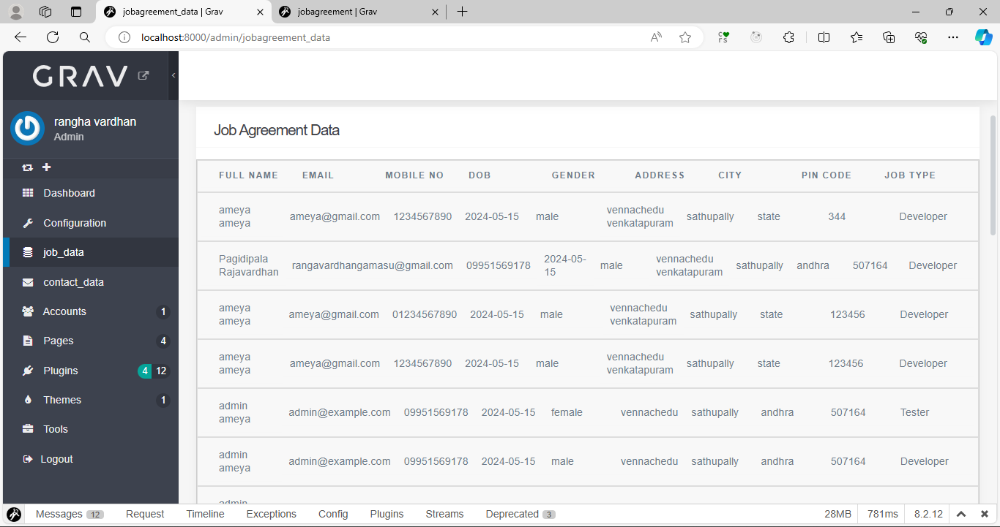 jobagreement_data | Grav
jobagreement | Grav
localhost:8000/admin/jobagreement_data
GRAV
rangha vardhan
Admin
Dashboard
Configuration
job_data
contact_data
Accounts 1
Pages 4
Plugins 4 12
Themes 1
Tools
Logout
Job Agreement Data
FULL NAME EMAIL MOBILE NO DOB GENDER ADDRESS CITY PIN CODE JOB TYPE
ameya ameya@gmail.com 1234567890 2024-05-15 male vennachedu sathupally state 344 Developer
ameya venkatapuram
Pagidipala rangavardhangamasu@gmail.com 09951569178 2024-05- male vennachedu sathupally andhra 507164 Developer
Rajavardhan 15 venkatapuram
ameya ameya@gmail.com 01234567890 2024-05-15 male vennachedu sathupally state 123456 Developer
ameya venkatapuram
ameya ameya@gmail.com 1234567890 2024-05-15 male vennachedu sathupally state 123456 Developer
ameya venkatapuram
admin admin@example.com 09951569178 2024-05-15 female vennachedu sathupally andhra 507164 Tester
ameya
admin admin@example.com 09951569178 2024-05-15 male vennachedu sathupally andhra 507164 Developer
ameya
admin
Messages 12 Request Timeline Exceptions Config Plugins Streams Deprecated 3 28MB 781ms 8.2.12